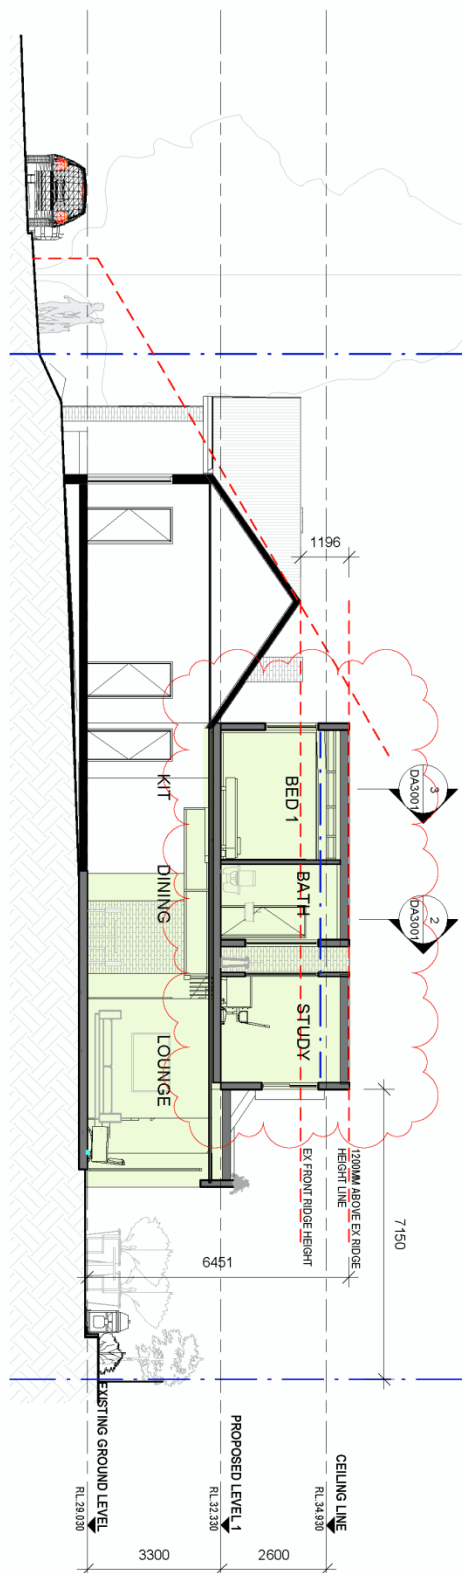 1196
3
DA3001
2
DA3001
BED 1
BATH
STUDY
KIT
DINING
LOUNGE
1200MM ABOVE EX RIDGE
HEIGHT LINE
EX FRONT RIDGE HEIGHT
7150
6451
CEILING LINE
RL.34.930
PROPOSED LEVEL 1
RL.32.330
EXISTING GROUND LEVEL
RL.29.030
2600
3300